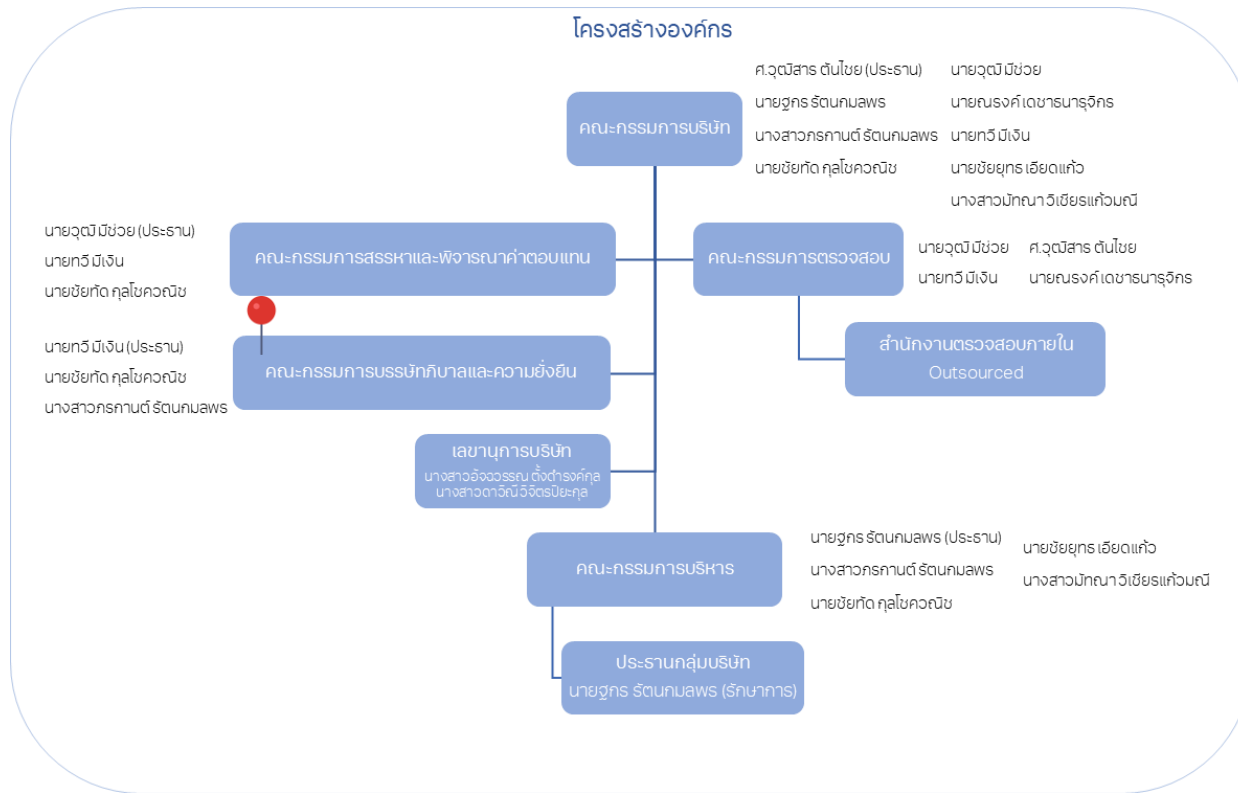 โครงสร้างองค์กร
คณะกรรมการบริษัท
ศ.วุฒิสาร ตันไชย (ประธาน)
นายฐกร รัตนกมลพร
นางสาวภรกานต์ รัตนกมลพร
นายชัยทัด กุลโชควณิช
นายวุฒิ มีช่วย
นายณรงค์ เดชาธนารุจิกร
นายทวี มีเงิน
นายชัยยุทธ เอียดแก้ว
นางสาวมัทณา วิเชียรแก้วมณี
นายวุฒิ มีช่วย (ประธาน)
นายทวี มีเงิน
นายชัยทัด กุลโชควณิช
คณะกรรมการสรรหาและพิจารณาค่าตอบแทน
คณะกรรมการตรวจสอบ
นายวุฒิ มีช่วย
นายทวี มีเงิน
ศ.วุฒิสาร ตันไชย
นายณรงค์ เดชาธนารุจิกร
นายทวี มีเงิน (ประธาน)
นายชัยทัด กุลโชควณิช
นางสาวภรกานต์ รัตนกมลพร
คณะกรรมการบรรษัทภิบาลและความยั่งยืน
สำนักงานตรวจสอบภายใน
Outsourced
เลขานุการบริษัท
นางสาวอัจฉวรรณ ตั้งดำรงค์กุล
นางสาวดาวิณี วิจิตรปิยะกุล
คณะกรรมการบริหาร
นายฐกร รัตนกมลพร (ประธาน)
นางสาวภรกานต์ รัตนกมลพร
นายชัยทัด กุลโชควณิช
นายชัยยุทธ เอียดแก้ว
นางสาวมัทณา วิเชียรแก้วมณี
ประธานกลุ่มบริษัท
นายฐกร รัตนกมลพร (รักษาการ)